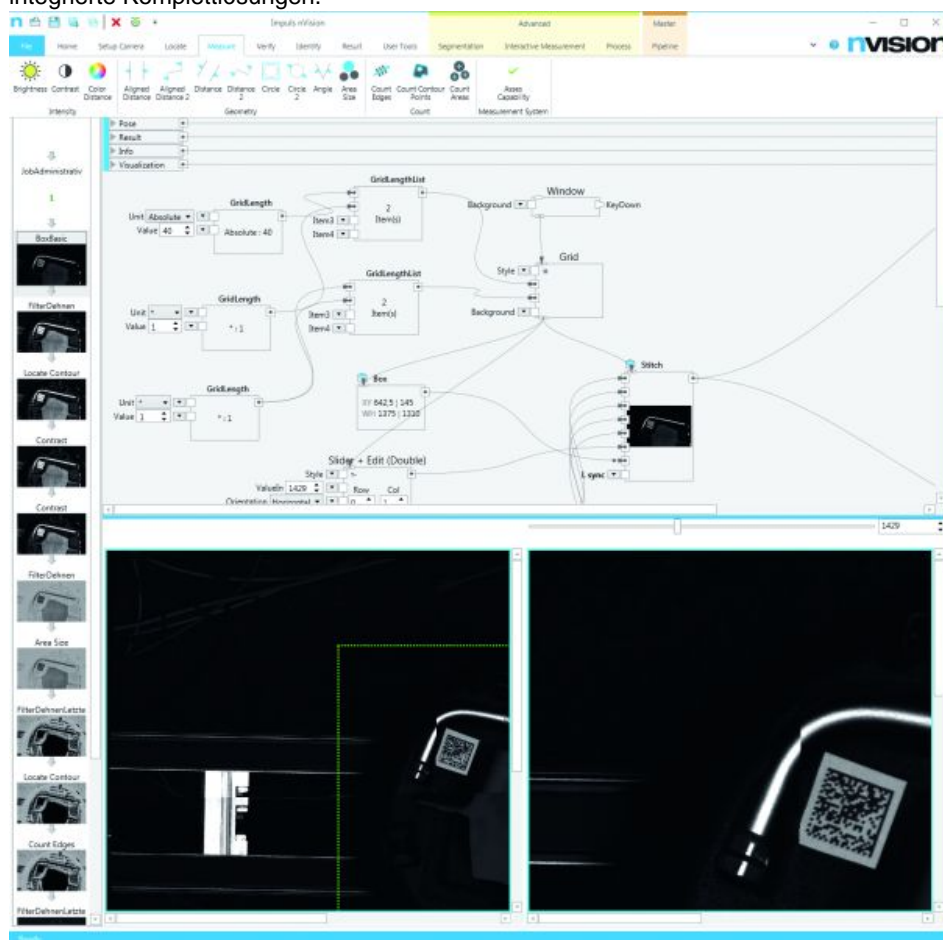 integrierte Komplettlösungen.
Impuls nVision Advanced Master
File Home Setup Camera Locate Measure Verify Identify Result User Tools Segmentation Interactive Measurement Process Pipeline
nVISION
Brightness Contrast Color Distance Aligned Distance Aligned Distance 2 Distance Distance 2 Circle Circle 2 Angle Area Size Count Edges Count Contour Points Count Areas Asses Capability
Intensity Geometry Count Measurement System
Pose
Result
Info
Visualization
JobAdministrativ
1
BoxBasic
FilterDehnen
Locate Contour
Contrast
Contrast
FilterDehnen
Area Size
FilterDehnenLetzte
Locate Contour
Count Edges
FilterDehnenLetzte
GridLength
Unit Absolute
Value 40
Absolute : 40
GridLengthList
2
Item(s)
Item3
Item4
Window
Background
KeyDown
Grid
Style
Background
GridLength
Unit *
Value 1
* : 1
GridLengthList
2
Item(s)
Item3
Item4
GridLength
Unit *
Value 1
* : 1
Box
XY 642,5 | 145
WH 1375 | 1310
Stitch
sync
Slider + Edit (Double)
Style
ValueIn 1429
Row Col
Orientation Horizontal 0 1
1429